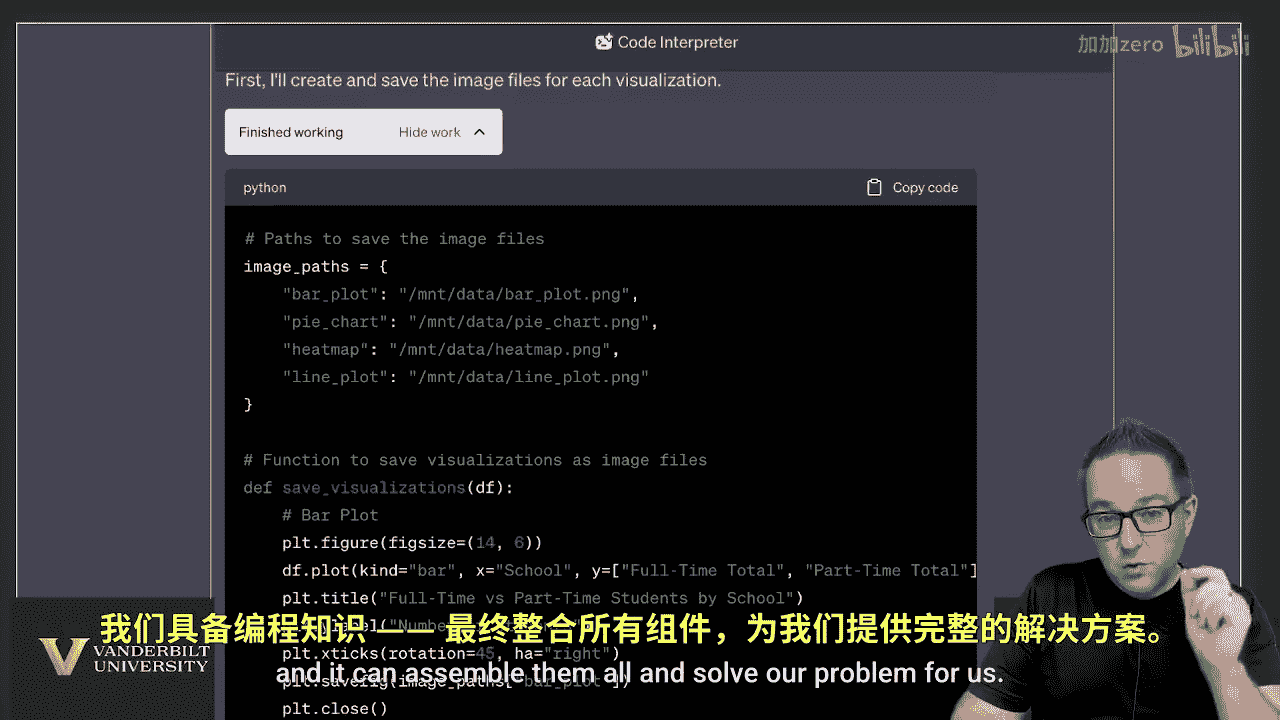 Code Interpreter
加加zero bilibili
First, I'll create and save the image files for each visualization.
Finished working Hide work
python Copy code
# Paths to save the image files
image_paths = {
"bar_plot": "/mnt/data/bar_plot.png",
"pie_chart": "/mnt/data/pie_chart.png",
"heatmap": "/mnt/data/heatmap.png",
"line_plot": "/mnt/data/line_plot.png"
}
# Function to save visualizations as image files
def save_visualizations(df):
# Bar Plot
plt.figure(figsize=(14, 6))
df.plot(kind="bar", x="School", y=["Full-Time Total", "Part-Time Total"]
plt.title("Full-Time vs Part-Time Students by School")
我们具备编程知识 —— 最终整合所有组件，为我们提供完整的解决方案。
plt.xticks(rotation=45, ha="right")
VANDERBILT
UNIVERSITY
and it can assemble them all and solve our problem for us.
plt.close()